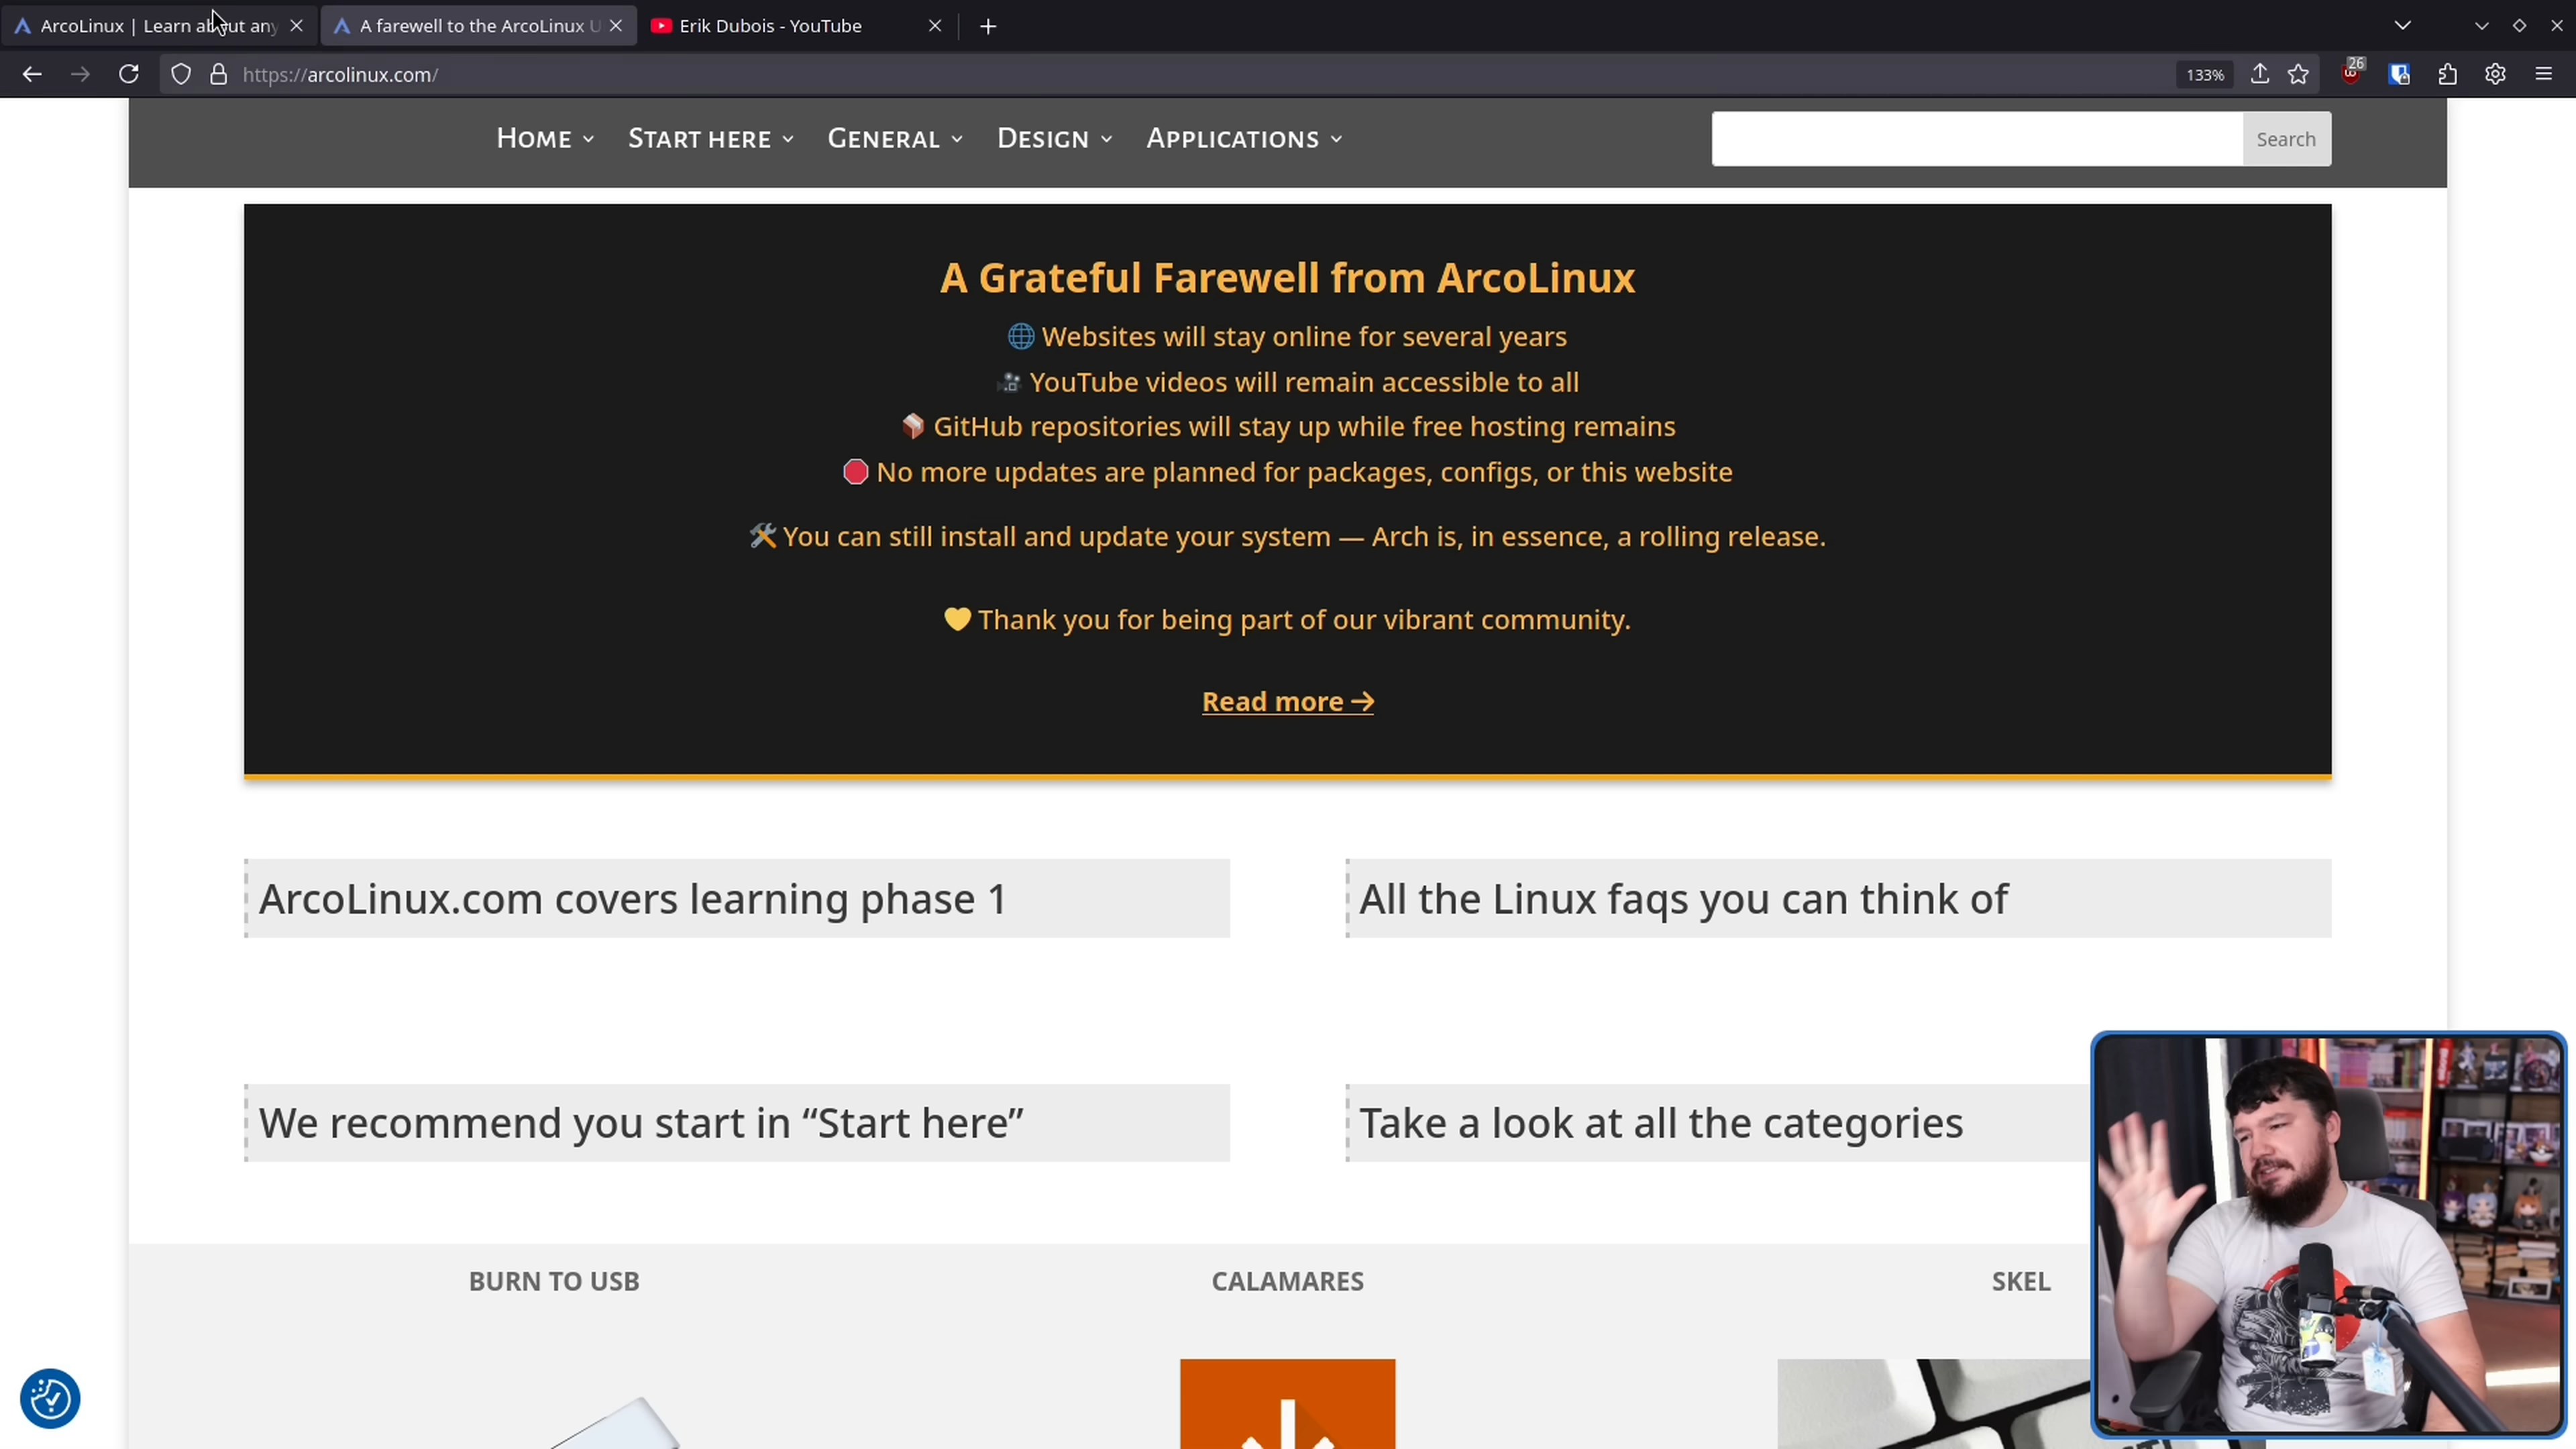 ArcoLinux | Learn about any
A farewell to the ArcoLinux U
Erik Dubois - YouTube
https://arcolinux.com/
133%
26
HOME
START HERE
GENERAL
DESIGN
APPLICATIONS
Search
A Grateful Farewell from ArcoLinux
🌐 Websites will stay online for several years
🎥 YouTube videos will remain accessible to all
📦 GitHub repositories will stay up while free hosting remains
🛑 No more updates are planned for packages, configs, or this website
🛠️ You can still install and update your system — Arch is, in essence, a rolling release.
💛 Thank you for being part of our vibrant community.
Read more →
ArcoLinux.com covers learning phase 1
All the Linux faqs you can think of
We recommend you start in “Start here”
Take a look at all the categories
BURN TO USB
CALAMARES
SKEL